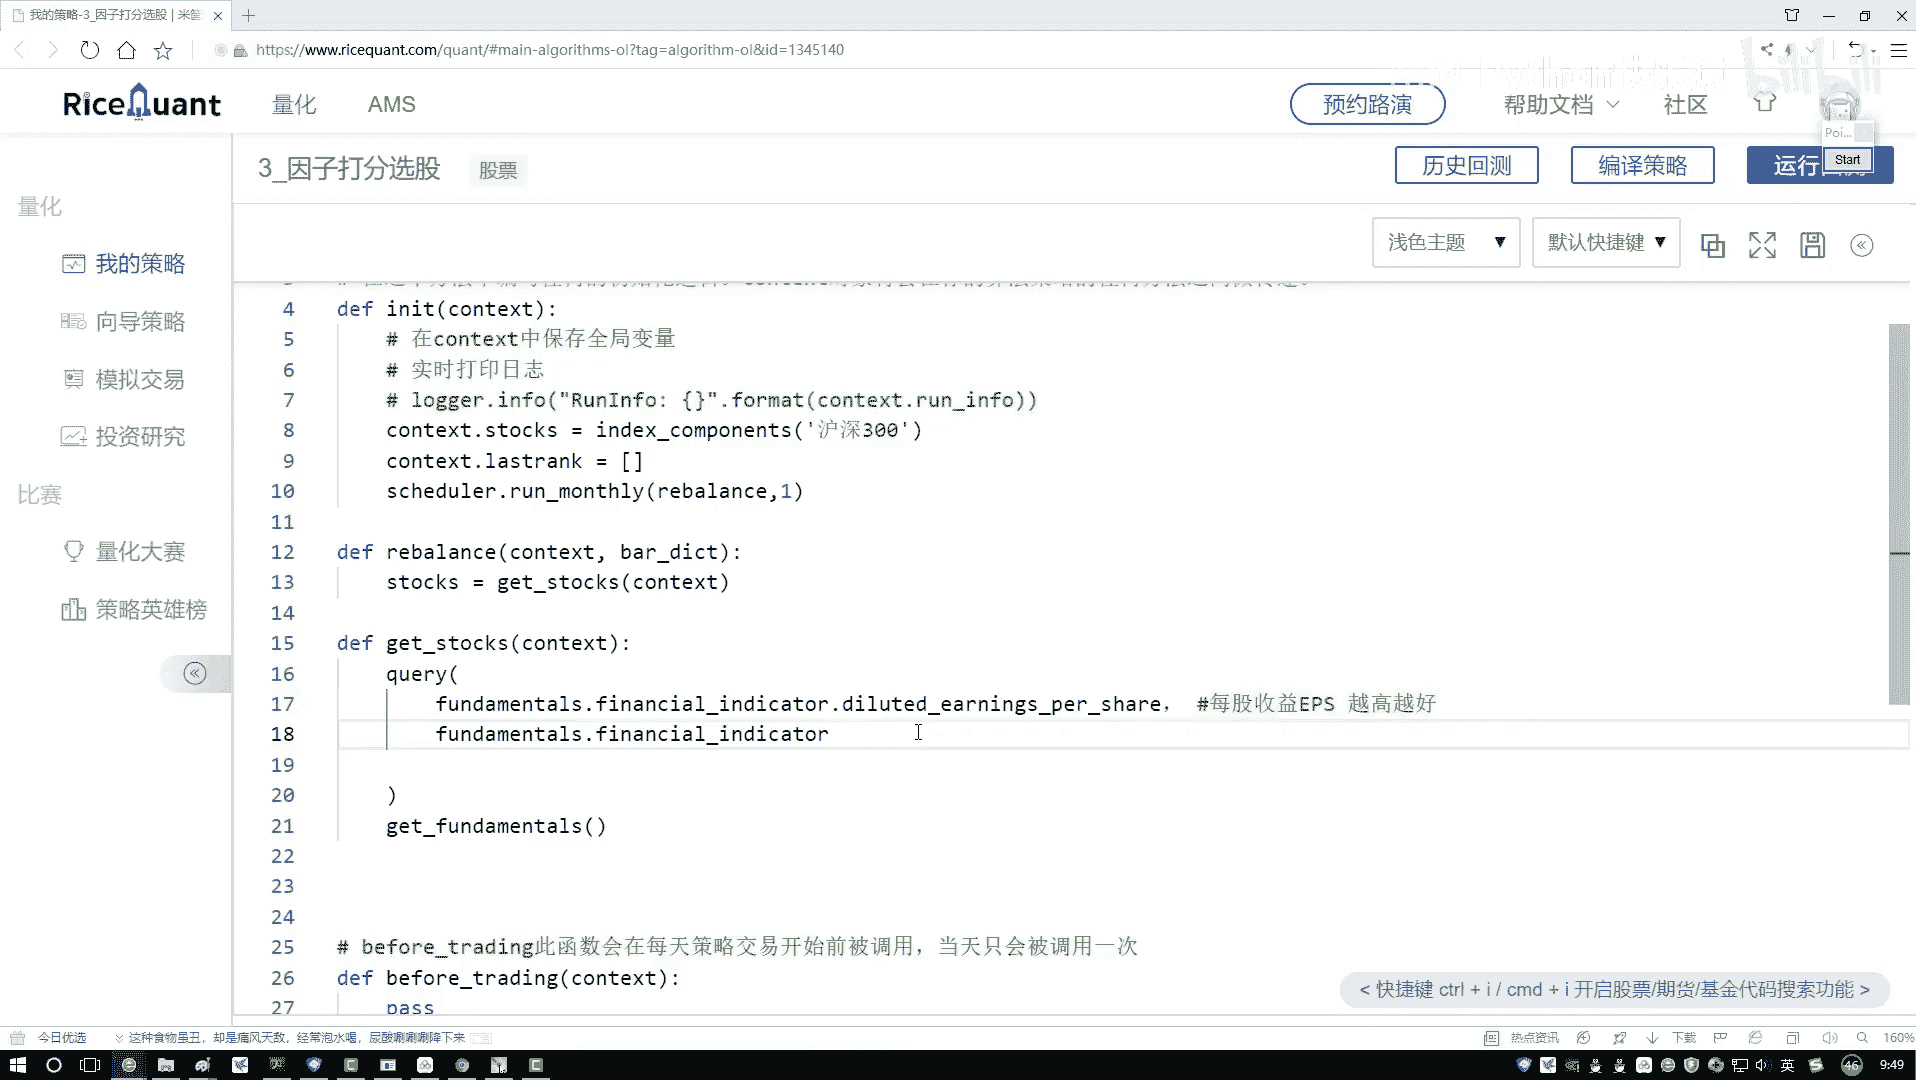 我的策略-3_因子打分选股 | 米筐
https://www.ricequant.com/quant/#main-algorithms-ol?tag=algorithm-ol&id=1345140
bilibili
RiceQuant
量化
AMS
预约路演
帮助文档
社区
Poi...
Start
3_因子打分选股
股票
历史回测
编译策略
运行
量化
我的策略
向导策略
模拟交易
投资研究
比赛
量化大赛
策略英雄榜
浅色主题
默认快捷键
4 def init(context):
5 # 在context中保存全局变量
6 # 实时打印日志
7 # logger.info("RunInfo: {}".format(context.run_info))
8 context.stocks = index_components('沪深300')
9 context.lastrank = []
10 scheduler.run_monthly(rebalance,1)
11
12 def rebalance(context, bar_dict):
13 stocks = get_stocks(context)
14
15 def get_stocks(context):
16 query(
17 fundamentals.financial_indicator.diluted_earnings_per_share， #每股收益EPS 越高越好
18 fundamentals.financial_indicator
19
20 )
21 get_fundamentals()
22
23
24
25 # before_trading此函数会在每天策略交易开始前被调用，当天只会被调用一次
26 def before_trading(context):
27 pass
< 快捷键 ctrl + i / cmd + i 开启股票/期货/基金代码搜索功能 >
今日优选
这种食物虽丑，却是痛风天敌，经常泡水喝，尿酸唰唰唰降下来
热点资讯
下载
160%
英
46
9:49